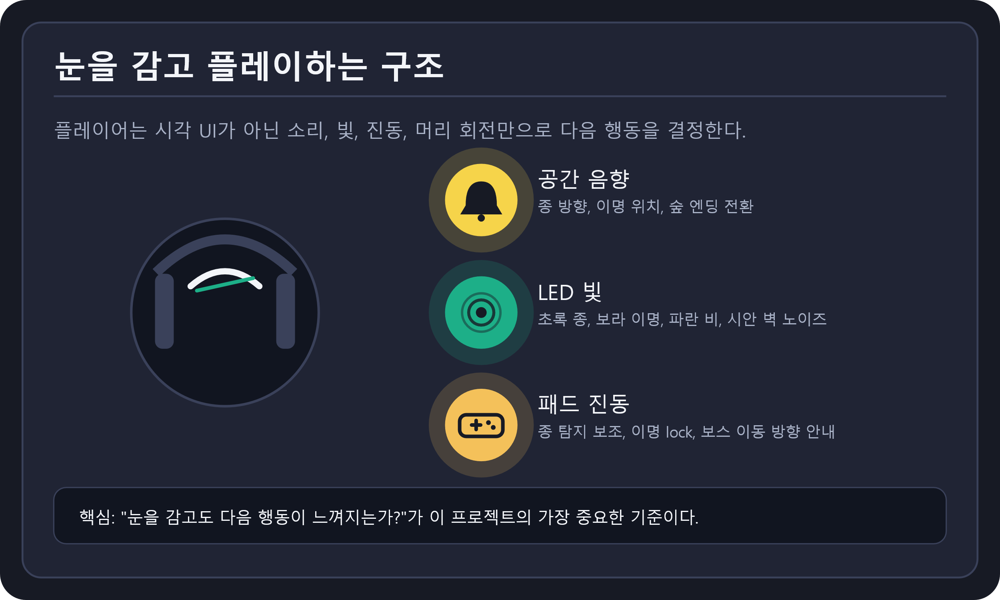 눈을 감고 플레이하는 구조
플레이어는 시각 UI가 아닌 소리, 빛, 진동, 머리 회전만으로 다음 행동을 결정한다.
공간 음향
종 방향, 이명 위치, 숲 엔딩 전환
LED 빛
초록 종, 보라 이명, 파란 비, 시안 벽 노이즈
패드 진동
종 탐지 보조, 이명 lock, 보스 이동 방향 안내
핵심: "눈을 감고도 다음 행동이 느껴지는가?"가 이 프로젝트의 가장 중요한 기준이다.